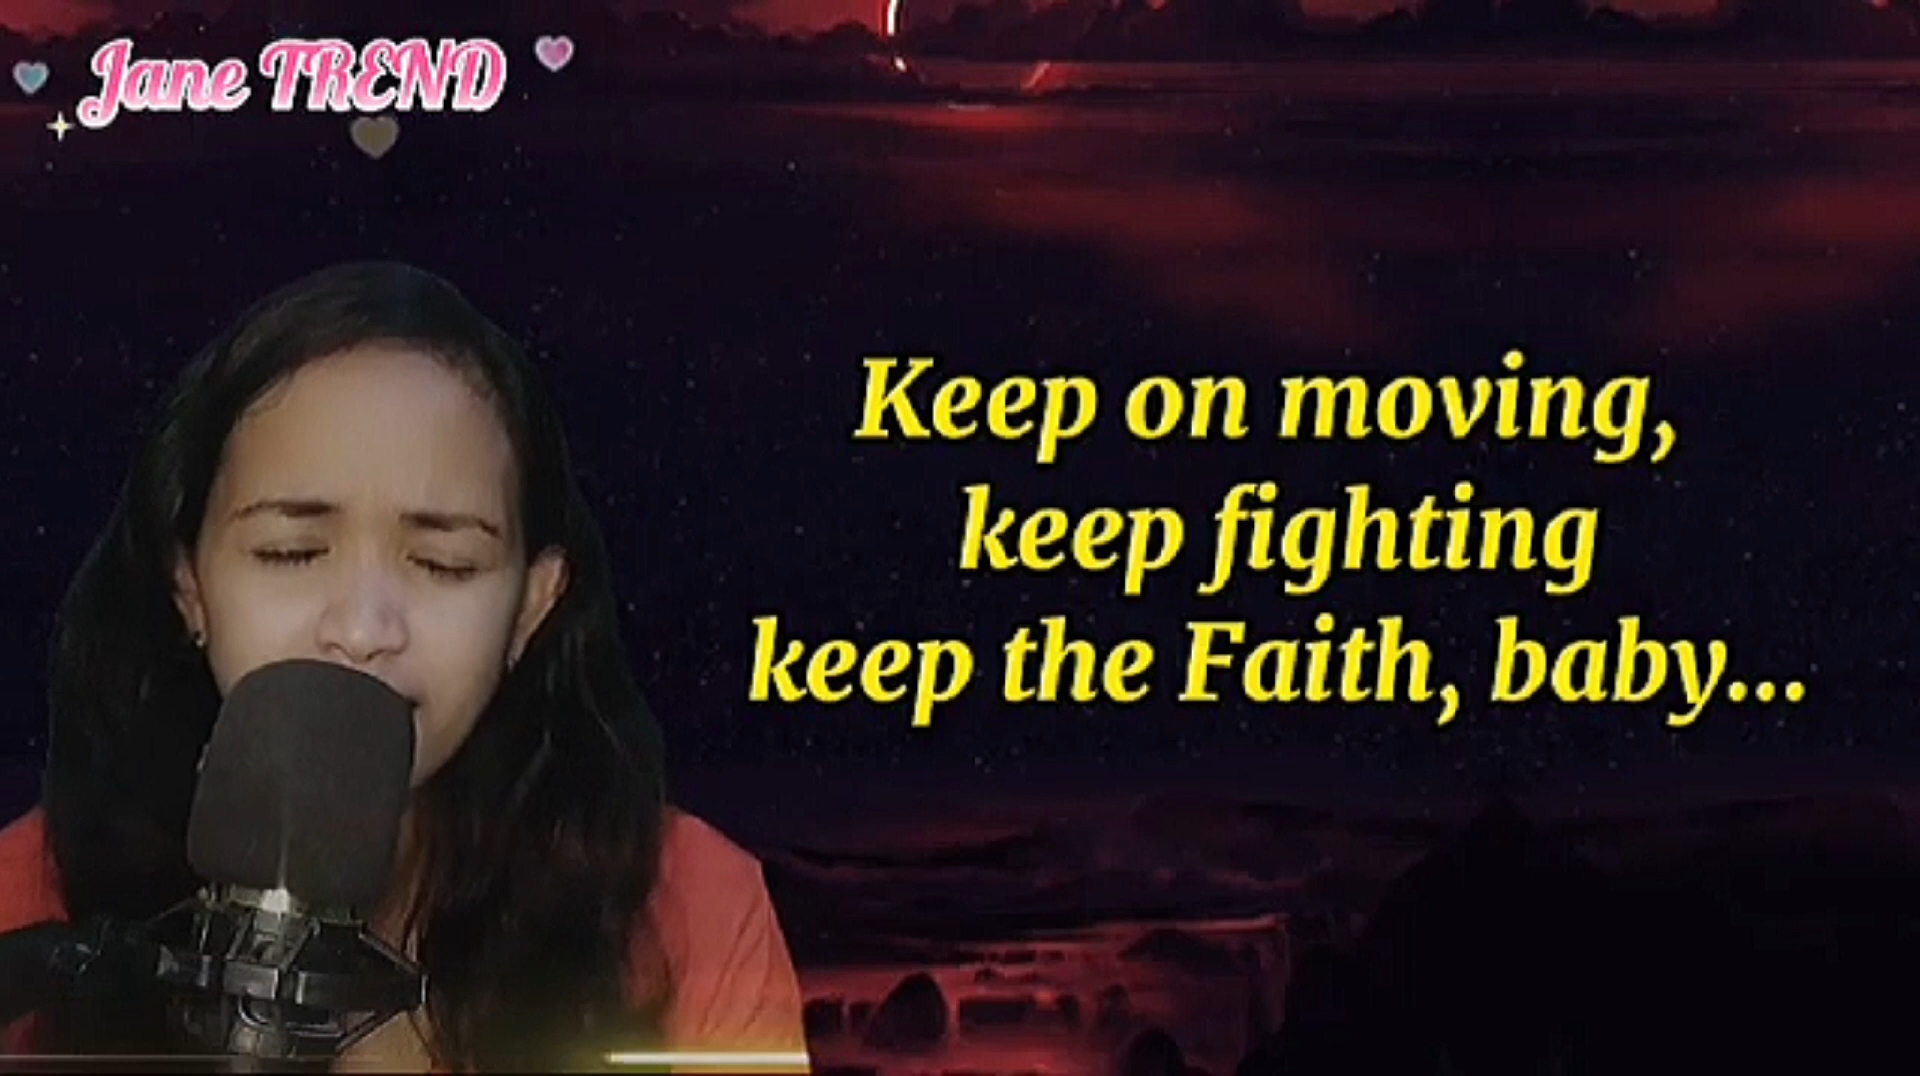 Jane TREND
Keep on moving,
keep fighting
keep the Faith, baby...